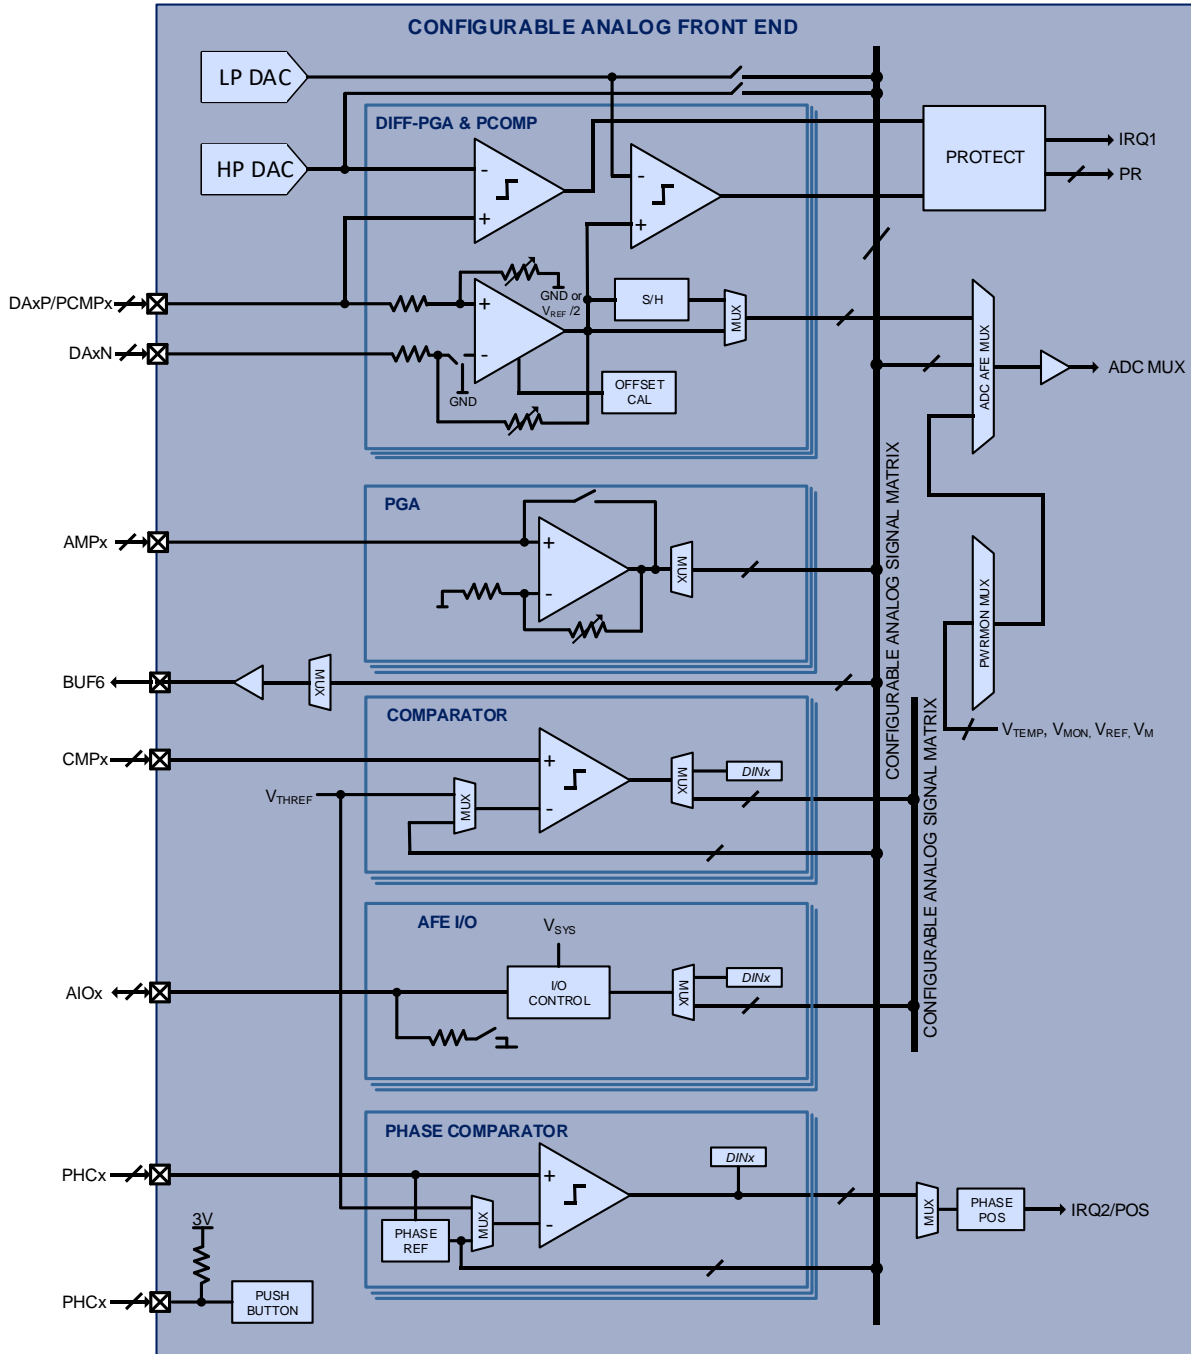 CONFIGURABLE ANALOG FRONT END
LP DAC
HP DAC
DIFF-PGA & PCOMP
-
+
-
+
PROTECT
IRQ1
PR
DAxP/PCMPx
DAxN
+
-
GND or
VREF /2
S/H
MUX
GND
OFFSET
CAL
ADC AFE MUX
ADC MUX
CONFIGURABLE ANALOG SIGNAL MATRIX
PGA
AMPx
+
-
MUX
PWRMON MUX
VTEMP, VMON, VREF, VM
BUF6
MUX
COMPARATOR
CMPx
VTHREF
MUX
+
-
MUX
DINx
CONFIGURABLE ANALOG SIGNAL MATRIX
AFE I/O
VSYS
AIOx
I/O
CONTROL
MUX
DINx
PHASE COMPARATOR
PHCx
PHASE
REF
MUX
+
-
DINx
MUX
PHASE
POS
IRQ2/POS
3V
PHCx
PUSH
BUTTON